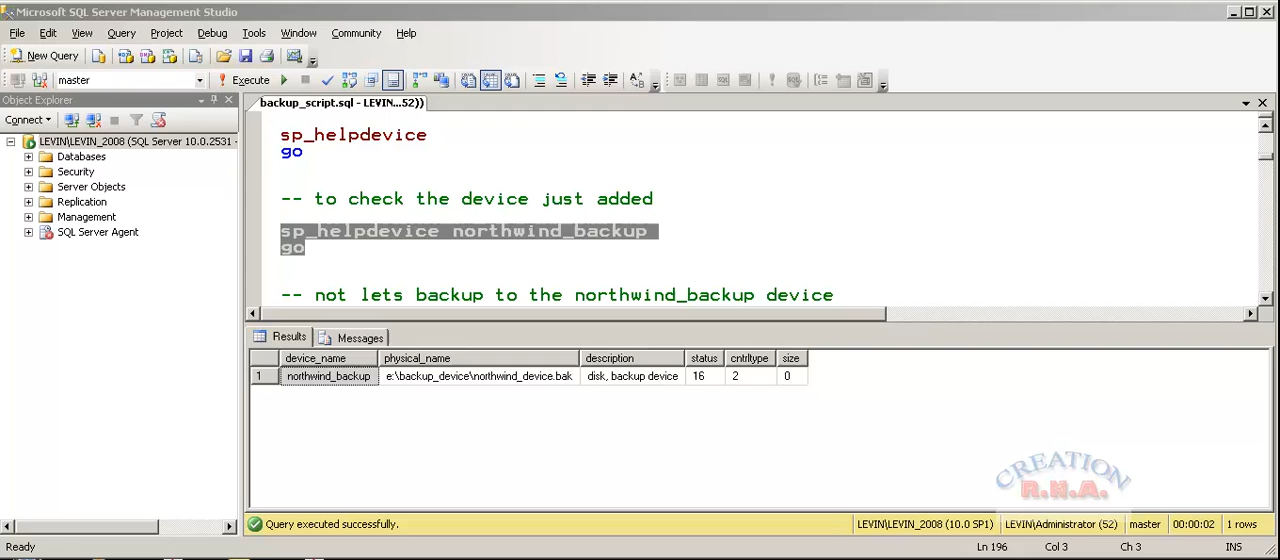 Microsoft SQL Server Management Studio
File Edit View Query Project Debug Tools Window Community Help
New Query
master Execute
Object Explorer
backup_script.sql - LEVIN...52))
Connect
LEVIN\LEVIN_2008 (SQL Server 10.0.2531 -
Databases
Security
Server Objects
Replication
Management
SQL Server Agent
sp_helpdevice
go
-- to check the device just added
sp_helpdevice northwind_backup
go
-- not lets backup to the northwind_backup device
Results Messages
device_name physical_name description status cntrltype size
1 northwind_backup e:\backup_device\northwind_device.bak disk, backup device 16 2 0
CREATION
R.N.A.
Query executed successfully. LEVIN\LEVIN_2008 (10.0 SP1) LEVIN\Administrator (52) master 00:00:02 1 rows
Ready Ln 196 Col 3 Ch 3 INS